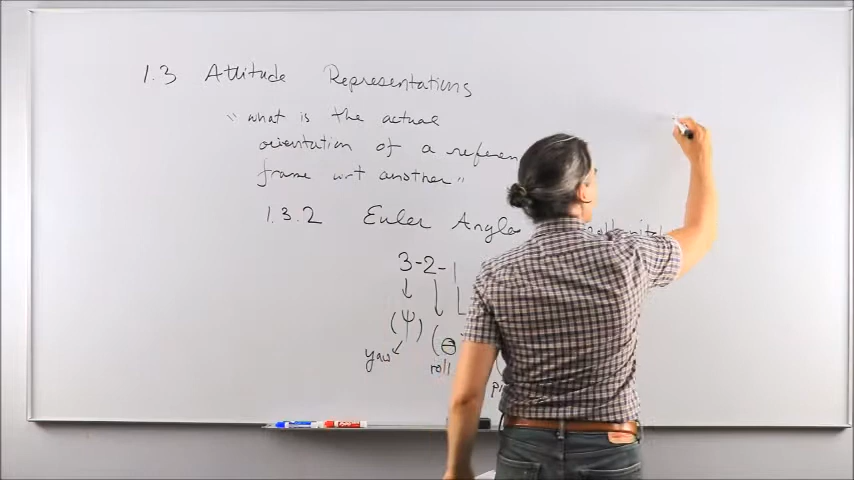 1.3 Attitude Representations
"what is the actual
orientation of a referen
frame wrt another"
1.3.2 Euler Angle
3-2-1
(ψ) (θ
yaw roll